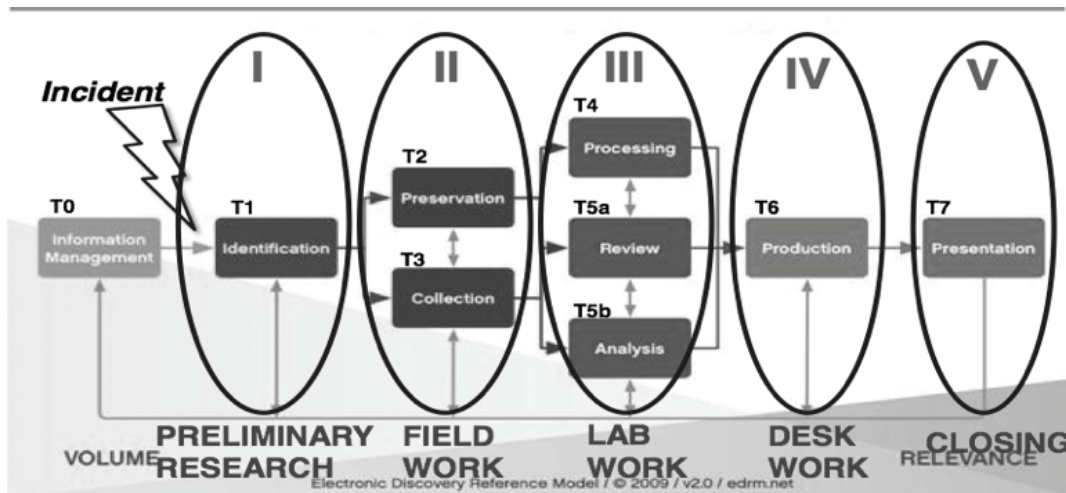 I
II
III
IV
V
Incident
T0
Information
Management
T1
Identification
T2
Preservation
T3
Collection
T4
Processing
T5a
Review
T5b
Analysis
T6
Production
T7
Presentation
VOLUME
PRELIMINARY
RESEARCH
FIELD
WORK
LAB
WORK
DESK
WORK
CLOSING
RELEVANCE
Electronic Discovery Reference Model / © 2009 / v2.0 / edrm.net